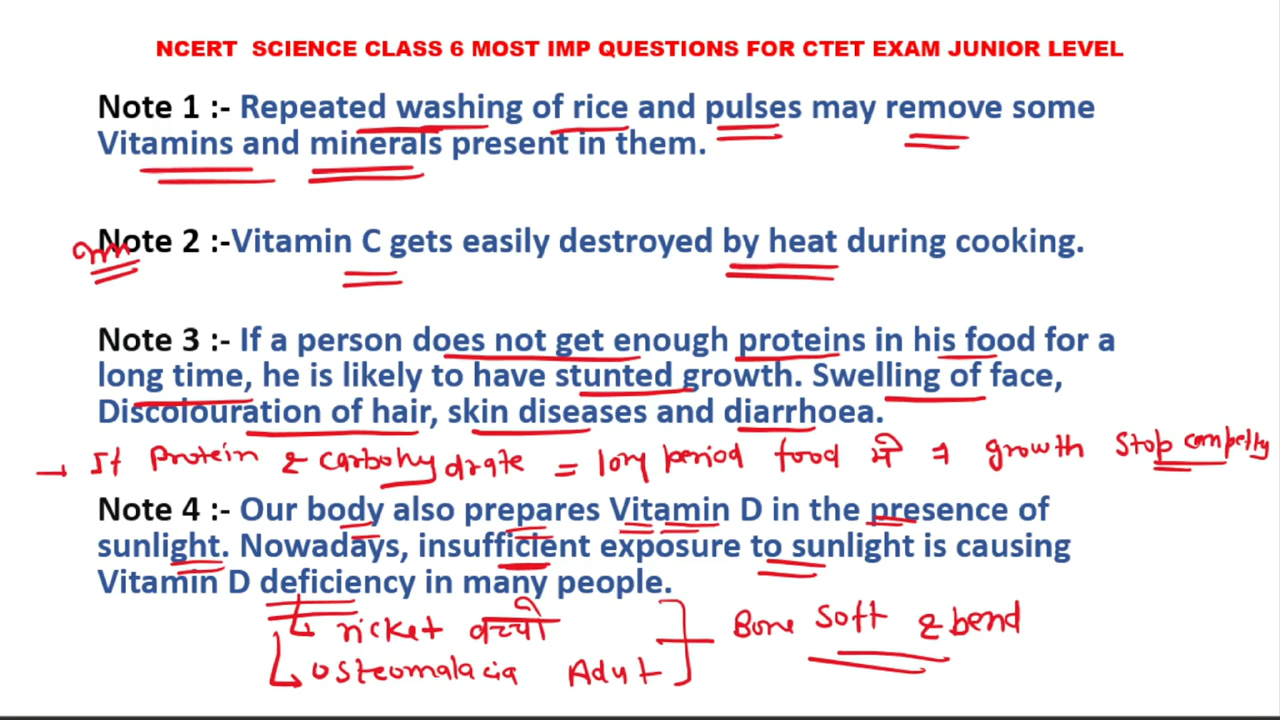 NCERT SCIENCE CLASS 6 MOST IMP QUESTIONS FOR CTET EXAM JUNIOR LEVEL
Note 1 :- Repeated washing of rice and pulses may remove some
Vitamins and minerals present in them.
Note 2 :-Vitamin C gets easily destroyed by heat during cooking.
Note 3 :- If a person does not get enough proteins in his food for a
long time, he is likely to have stunted growth. Swelling of face,
Discolouration of hair, skin diseases and diarrhoea.
→ If Protein & carbohydrate = long period food में न growth Stop compeltly
Note 4 :- Our body also prepares Vitamin D in the presence of
sunlight. Nowadays, insufficient exposure to sunlight is causing
Vitamin D deficiency in many people.
ricket Bone soft & bend
osteomalacia Adut